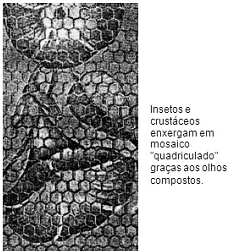 Insetos e
crustáceos
enxergam em
mosaico
"quadriculado"
graças aos olhos
compostos.